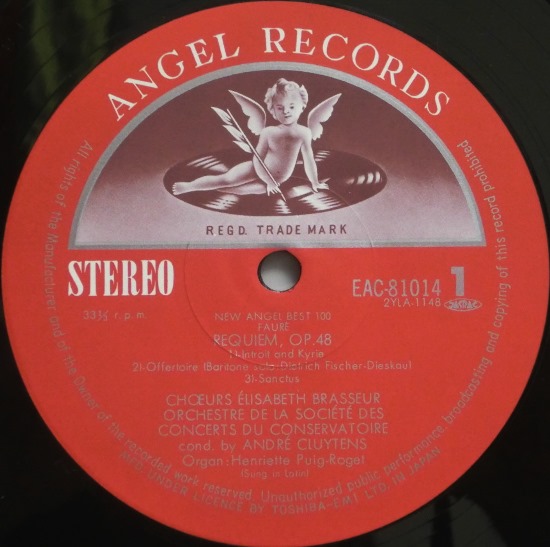 ANGEL RECORDS
REGD. TRADE MARK
STEREO
EAC-81014 1
2YLA-1148
33⅓ r.p.m.
NEW ANGEL BEST 100
FAURÉ
REQUIEM, OP.48
1)-Introit and Kyrie
2)-Offertoire (Baritone solo: Dietrich Fischer-Dieskau)
3)-Sanctus
CHŒURS ÉLISABETH BRASSEUR
ORCHESTRE DE LA SOCIÉTÉ DES
CONCERTS DU CONSERVATOIRE
cond. by ANDRÉ CLUYTENS
Organ: Henriette Puig-Roget
(Sung in Latin)
All rights of the Manufacturer and of the Owner of the recorded work reserved. Unauthorized public performance, broadcasting and copying of this record prohibited
MFD. UNDER LICENCE BY TOSHIBA-EMI LTD. IN JAPAN